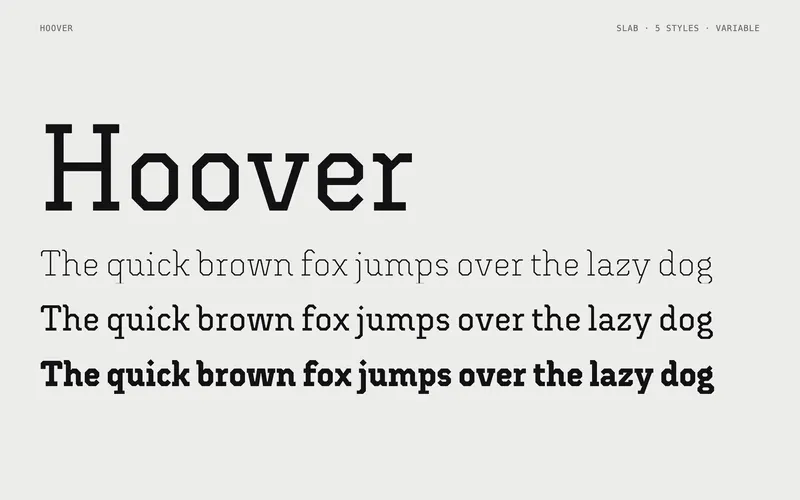 HOOVER
SLAB · 5 STYLES · VARIABLE
Hoover
The quick brown fox jumps over the lazy dog
The quick brown fox jumps over the lazy dog
The quick brown fox jumps over the lazy dog